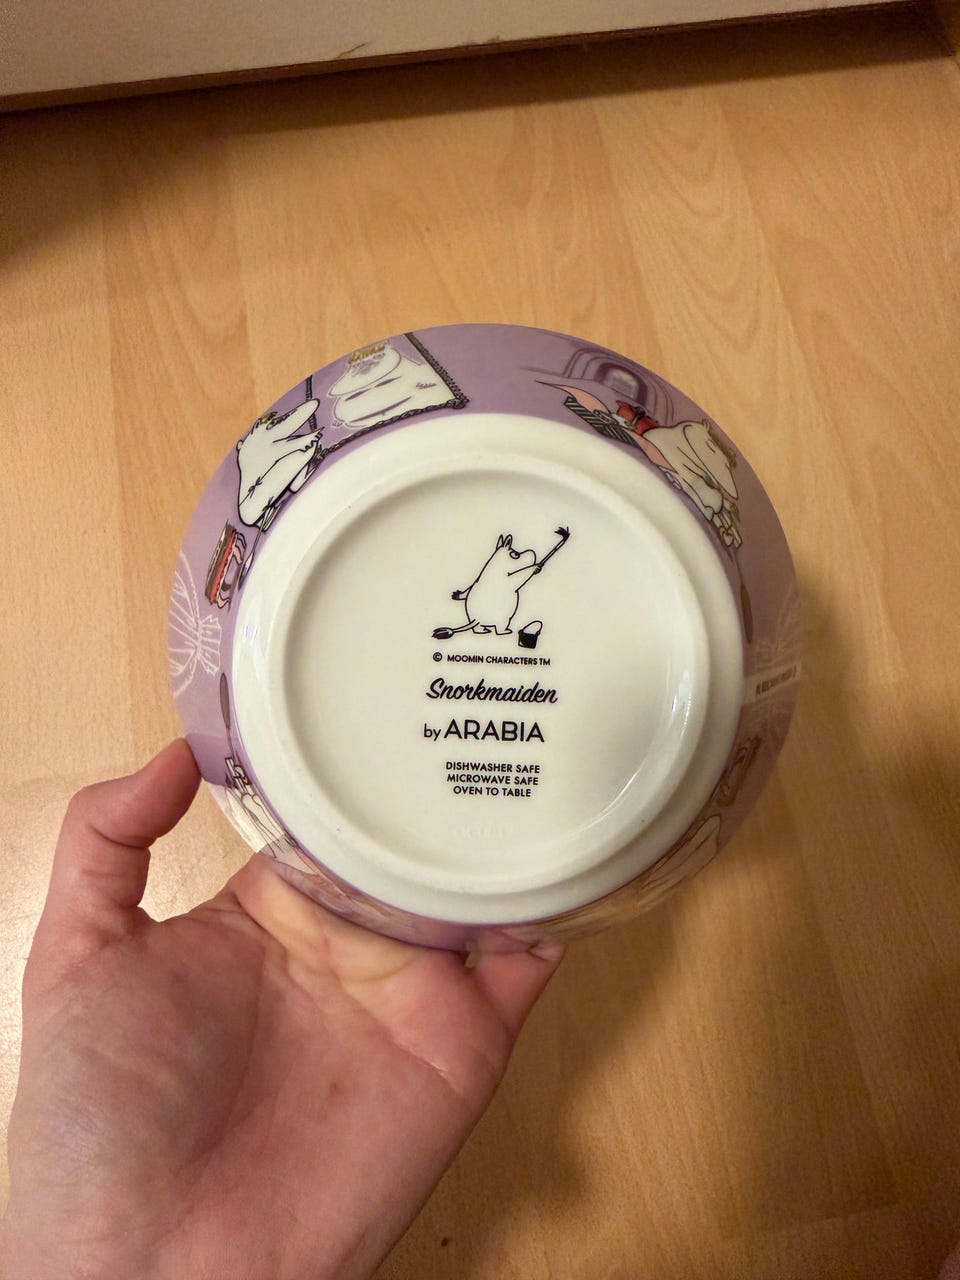 © MOOMIN CHARACTERS TM
Snorkmaiden
by ARABIA
DISHWASHER SAFE
MICROWAVE SAFE
OVEN TO TABLE